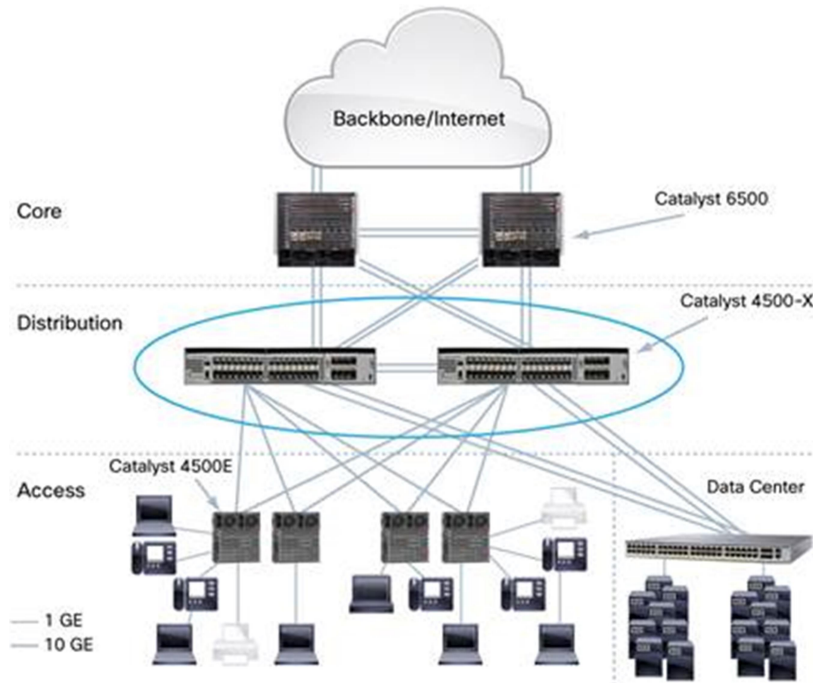 Backbone/Internet
Core
Catalyst 6500
Distribution
Catalyst 4500-X
Catalyst 4500E
Access
Data Center
1 GE
10 GE